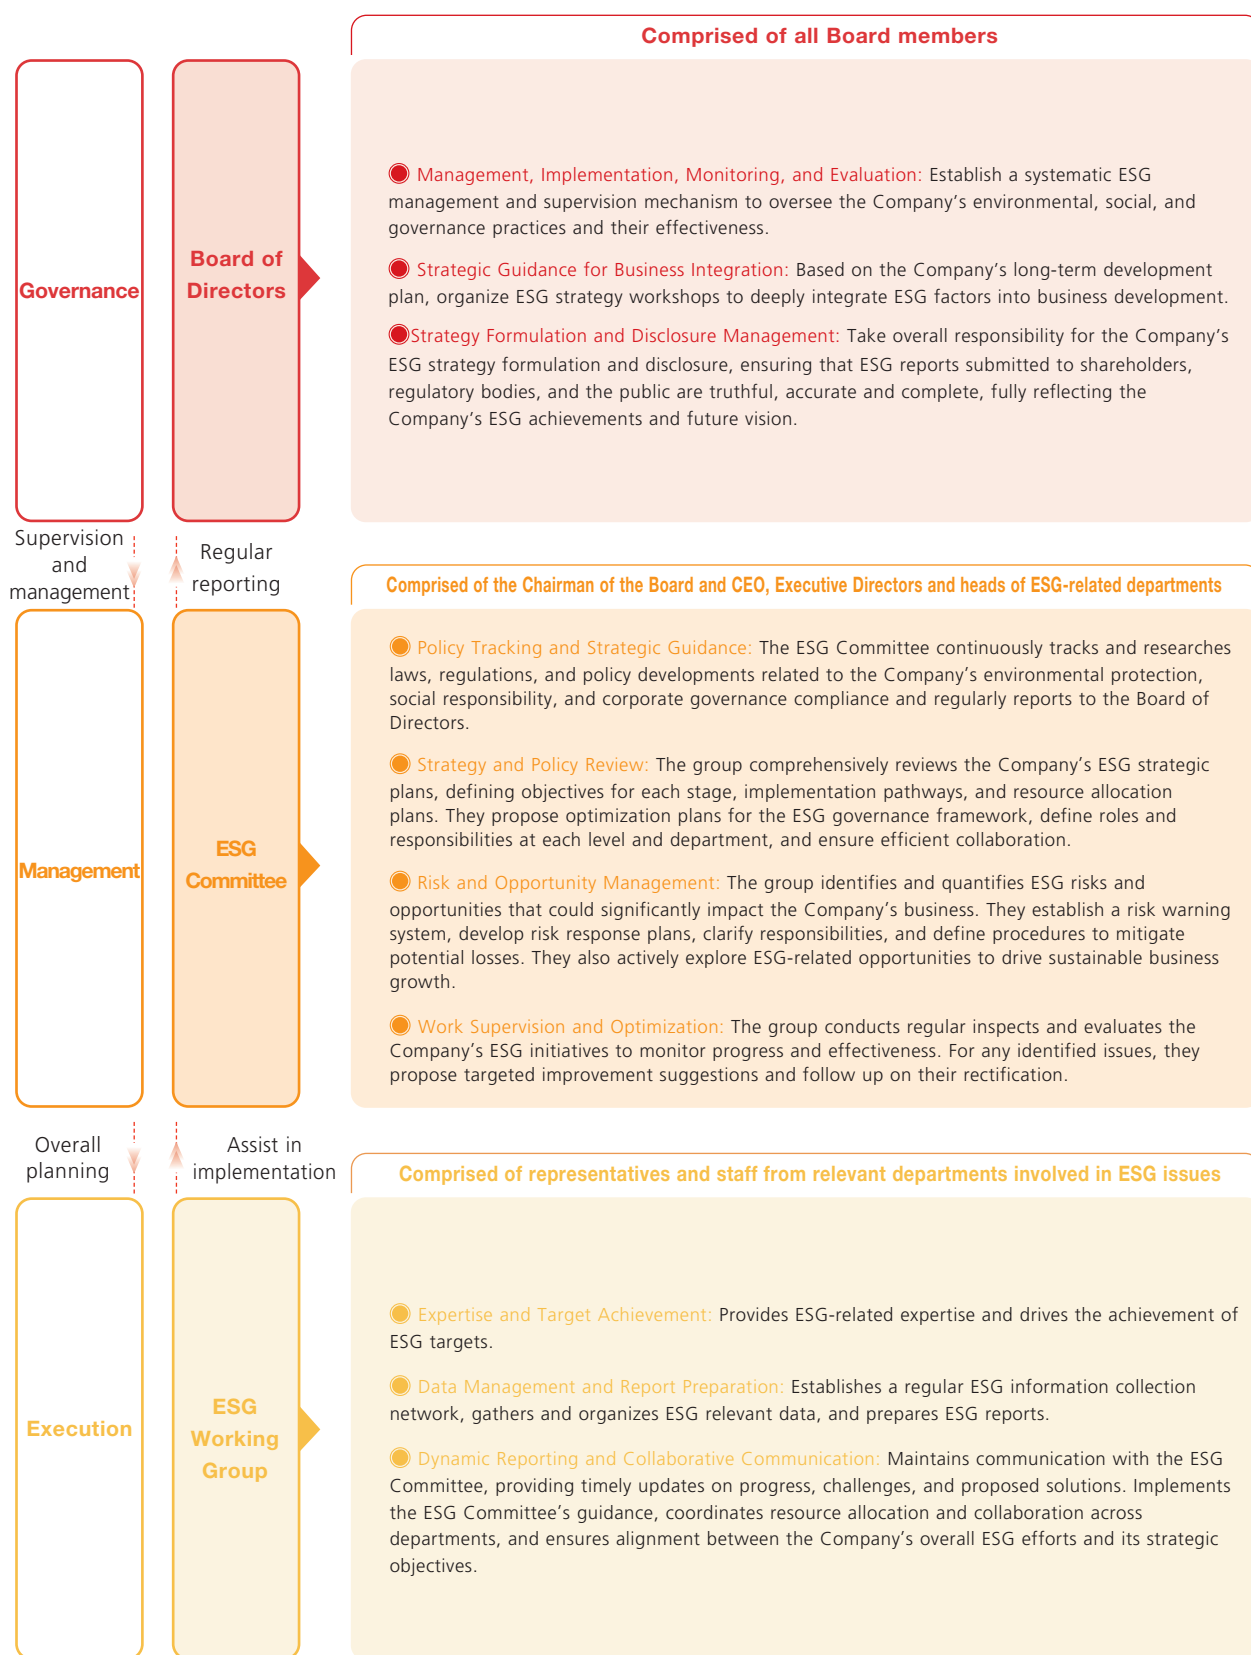 Comprised of all Board members
Governance
Board of
Directors
Management, Implementation, Monitoring, and Evaluation: Establish a systematic ESG
management and supervision mechanism to oversee the Company's environmental, social, and
governance practices and their effectiveness.
Strategic Guidance for Business Integration: Based on the Company's long-term development
plan, organize ESG strategy workshops to deeply integrate ESG factors into business development.
Strategy Formulation and Disclosure Management: Take overall responsibility for the Company's
ESG strategy formulation and disclosure, ensuring that ESG reports submitted to shareholders,
regulatory bodies, and the public are truthful, accurate and complete, fully reflecting the
Company's ESG achievements and future vision.
Supervision
and
management
Regular
reporting
Comprised of the Chairman of the Board and CEO, Executive Directors and heads of ESG-related departments
Management
ESG
Committee
Policy Tracking and Strategic Guidance: The ESG Committee continuously tracks and researches
laws, regulations, and policy developments related to the Company's environmental protection,
social responsibility, and corporate governance compliance and regularly reports to the Board of
Directors.
Strategy and Policy Review: The group comprehensively reviews the Company's ESG strategic
plans, defining objectives for each stage, implementation pathways, and resource allocation
plans. They propose optimization plans for the ESG governance framework, define roles and
responsibilities at each level and department, and ensure efficient collaboration.
Risk and Opportunity Management: The group identifies and quantifies ESG risks and
opportunities that could significantly impact the Company's business. They establish a risk warning
system, develop risk response plans, clarify responsibilities, and define procedures to mitigate
potential losses. They also actively explore ESG-related opportunities to drive sustainable business
growth.
Work Supervision and Optimization: The group conducts regular inspects and evaluates the
Company's ESG initiatives to monitor progress and effectiveness. For any identified issues, they
propose targeted improvement suggestions and follow up on their rectification.
Overall
planning
Assist in
implementation
Comprised of representatives and staff from relevant departments involved in ESG issues
Execution
ESG
Working
Group
Expertise and Target Achievement: Provides ESG-related expertise and drives the achievement of
ESG targets.
Data Management and Report Preparation: Establishes a regular ESG information collection
network, gathers and organizes ESG relevant data, and prepares ESG reports.
Dynamic Reporting and Collaborative Communication: Maintains communication with the ESG
Committee, providing timely updates on progress, challenges, and proposed solutions. Implements
the ESG Committee's guidance, coordinates resource allocation and collaboration across
departments, and ensures alignment between the Company's overall ESG efforts and its strategic
objectives.